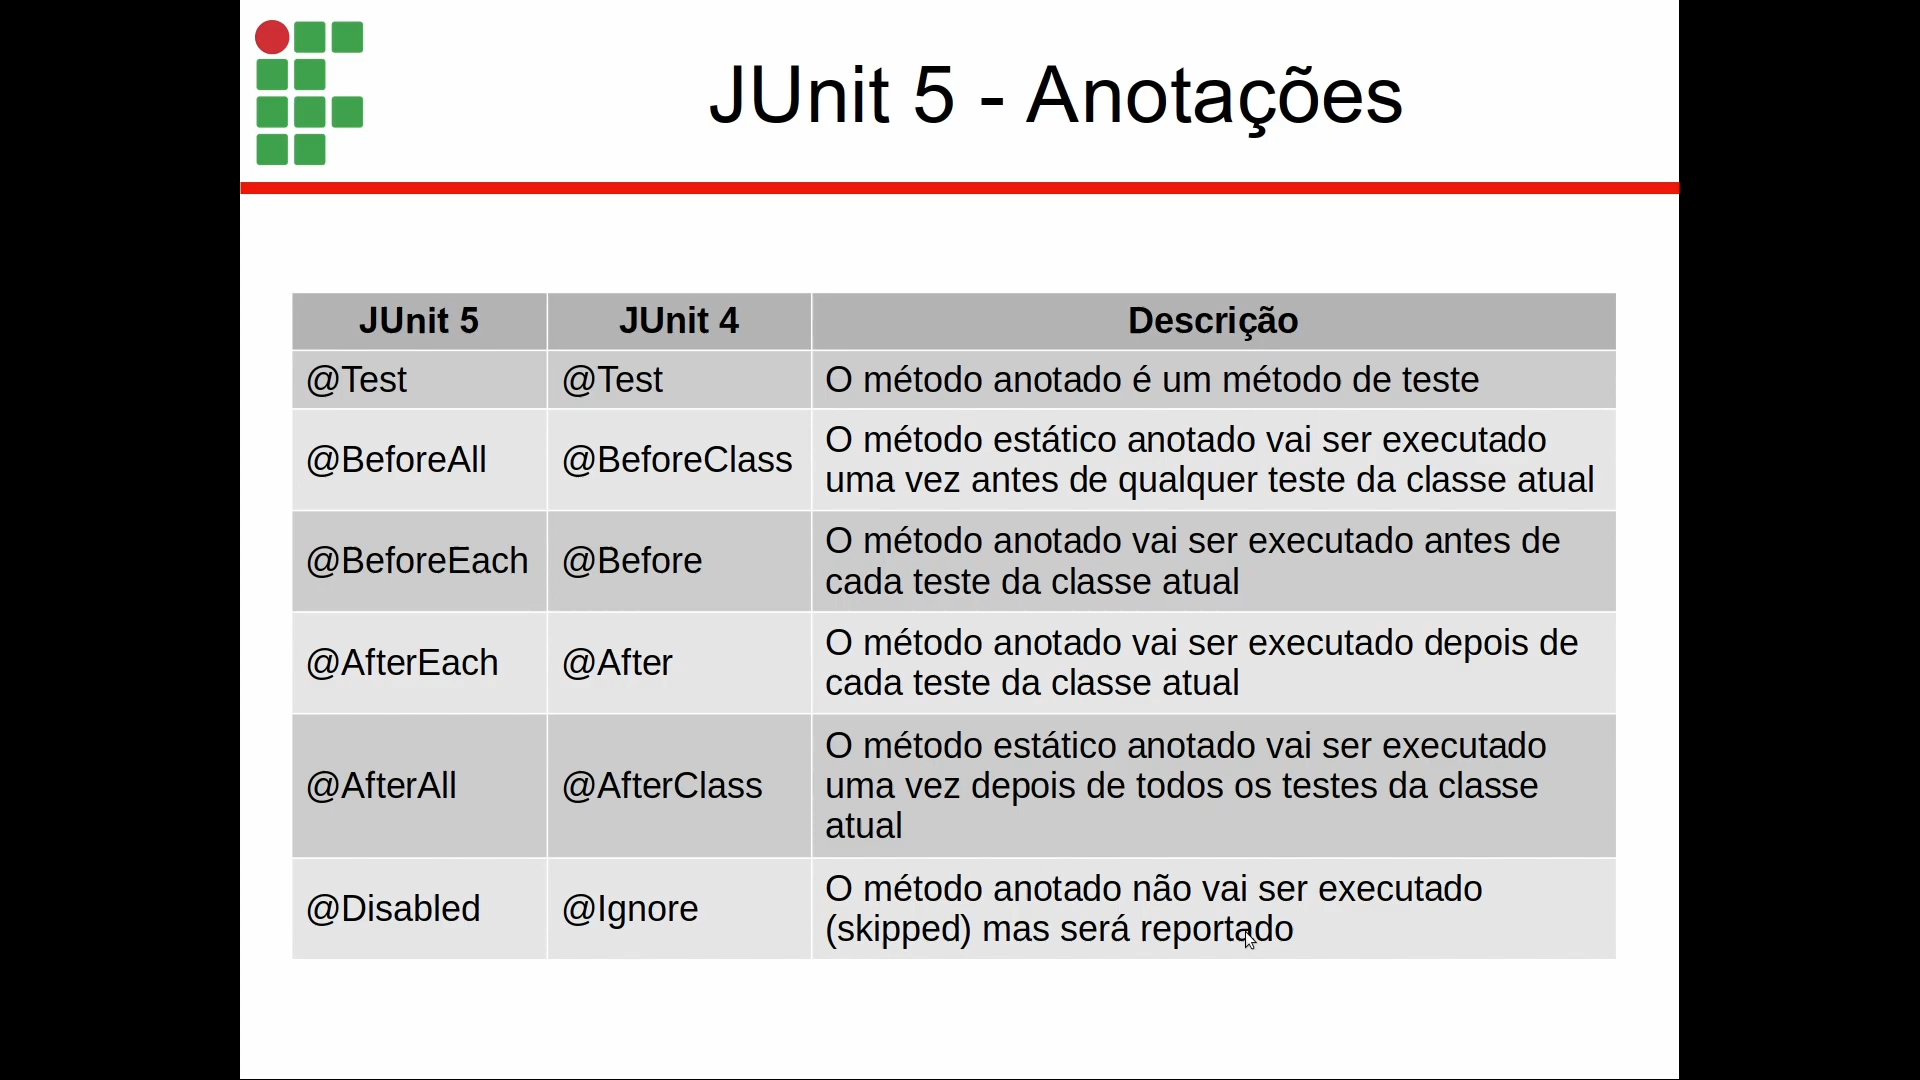 JUnit 5 - Anotações
JUnit 5 JUnit 4 Descrição
@Test @Test O método anotado é um método de teste
@BeforeAll @BeforeClass O método estático anotado vai ser executado
uma vez antes de qualquer teste da classe atual
@BeforeEach @Before O método anotado vai ser executado antes de
cada teste da classe atual
@AfterEach @After O método anotado vai ser executado depois de
cada teste da classe atual
@AfterAll @AfterClass O método estático anotado vai ser executado
uma vez depois de todos os testes da classe
atual
@Disabled @Ignore O método anotado não vai ser executado
(skipped) mas será reportado